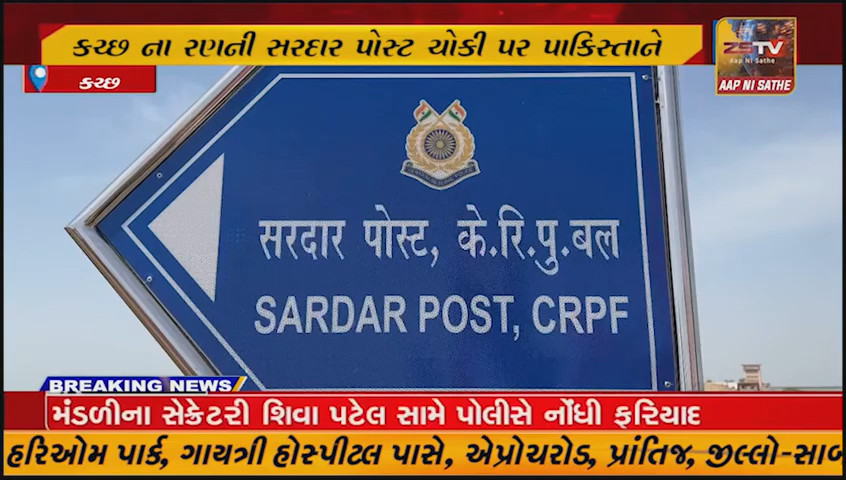 કચ્છ ના રણની સરદાર પોસ્ટ ચોકી પર પાકિસ્તાને
કચ્છ
ZSTV
Aap Ni Sathe
AAP NI SATHE
सरदार पोस्ट, के.रि.पु.बल
SARDAR POST, CRPF
BREAKING NEWS
મંડળીના સેક્રેટરી શિવા પટેલ સામે પોલીસે નોંધી ફરિયાદ
હરિઓમ પાર્ક, ગાયત્રી હોસ્પીટલ પાસે, એપ્રોચરોડ, પ્રાંતિજ, જીલ્લો-સાબ